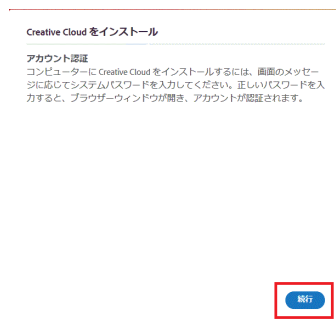 Creative Cloud をインストール
アカウント認証
コンピューターに Creative Cloud をインストールするには、画面のメッセー
ジに応じてシステムパスワードを入力してください。正しいパスワードを入
力すると、ブラウザーウィンドウが開き、アカウントが認証されます。
続行